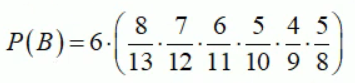 P(B) = 6 · (8/13 · 7/12 · 6/11 · 5/10 · 4/9 · 5/8)